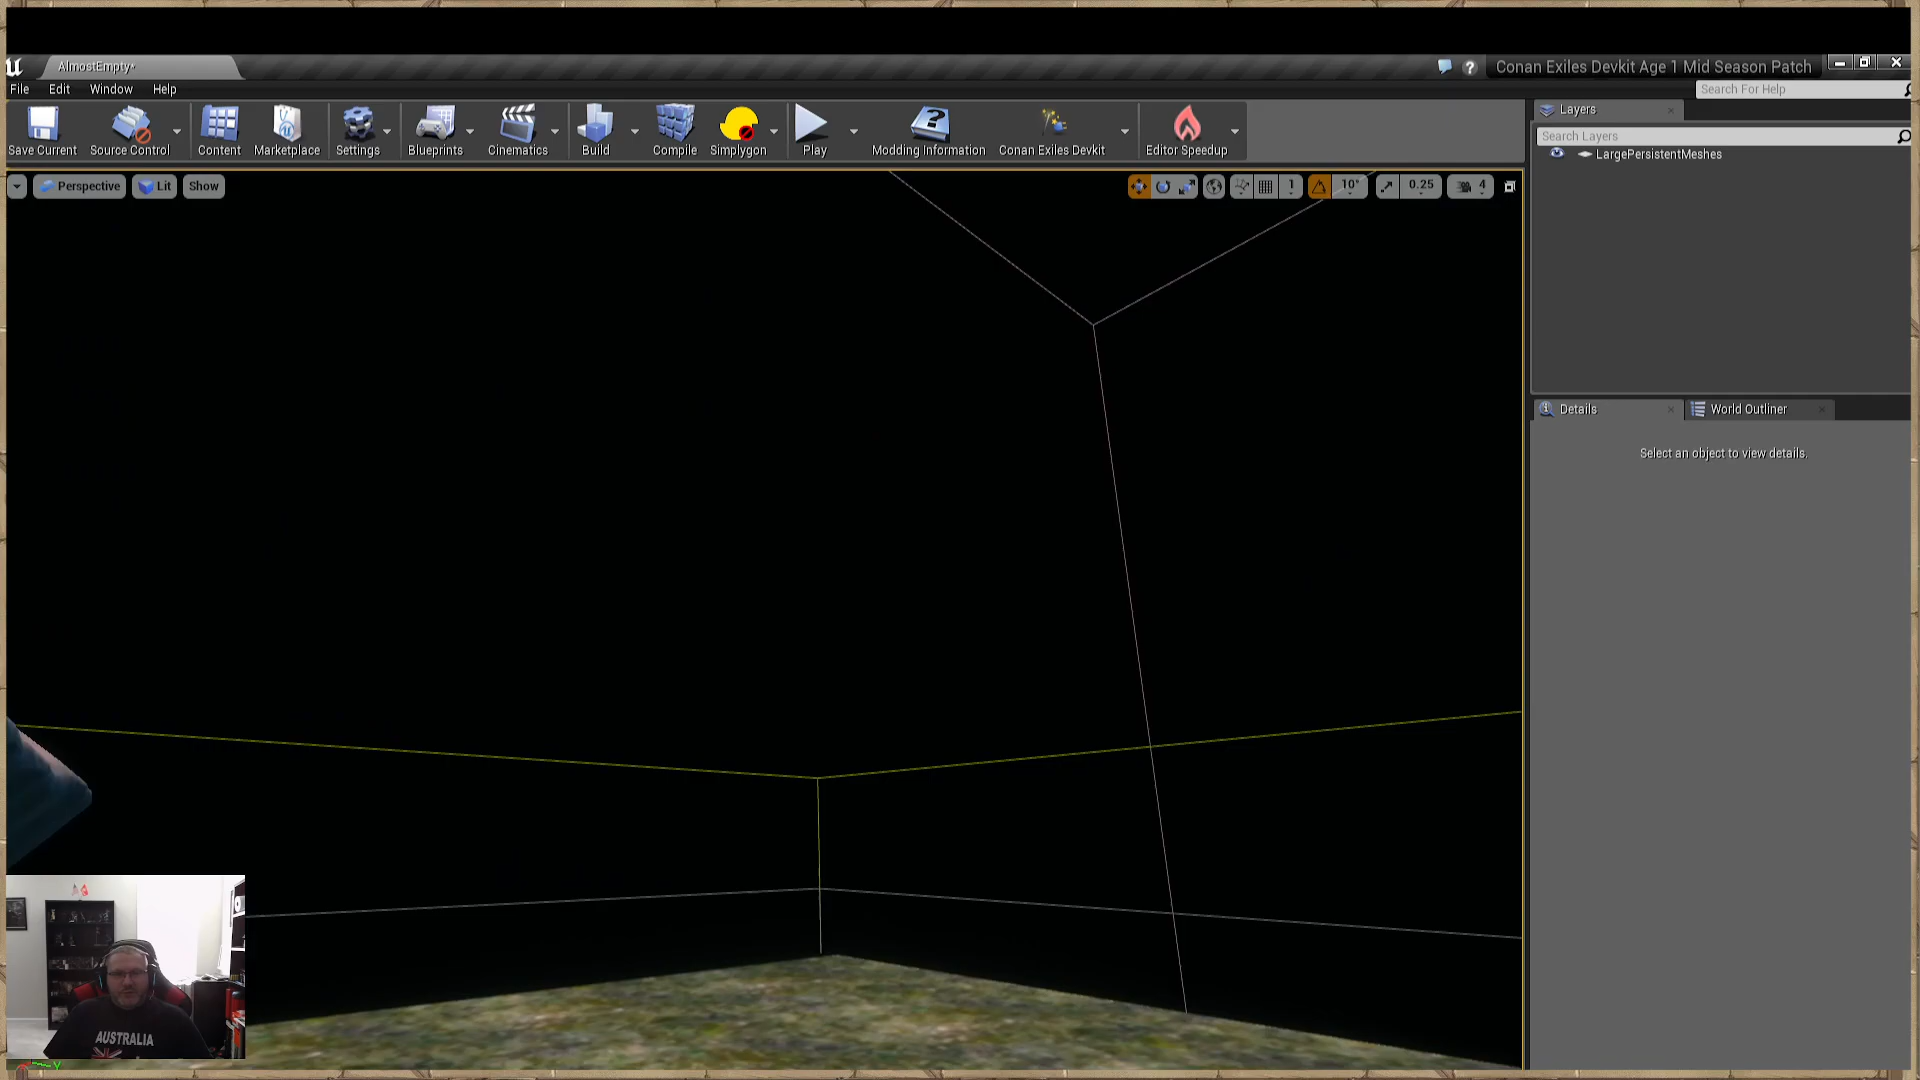 AlmostEmpty*
Conan Exiles Devkit Age 1 Mid Season Patch
File Edit Window Help
Search For Help
Save Current Source Control Content Marketplace Settings Blueprints Cinematics Build Compile Simplygon Play Modding Information Conan Exiles Devkit Editor Speedup
Layers
Search Layers
LargePersistentMeshes
Perspective Lit Show
1 10° 0.25 4
Details World Outliner
Select an object to view details.
AUSTRALIA
Y